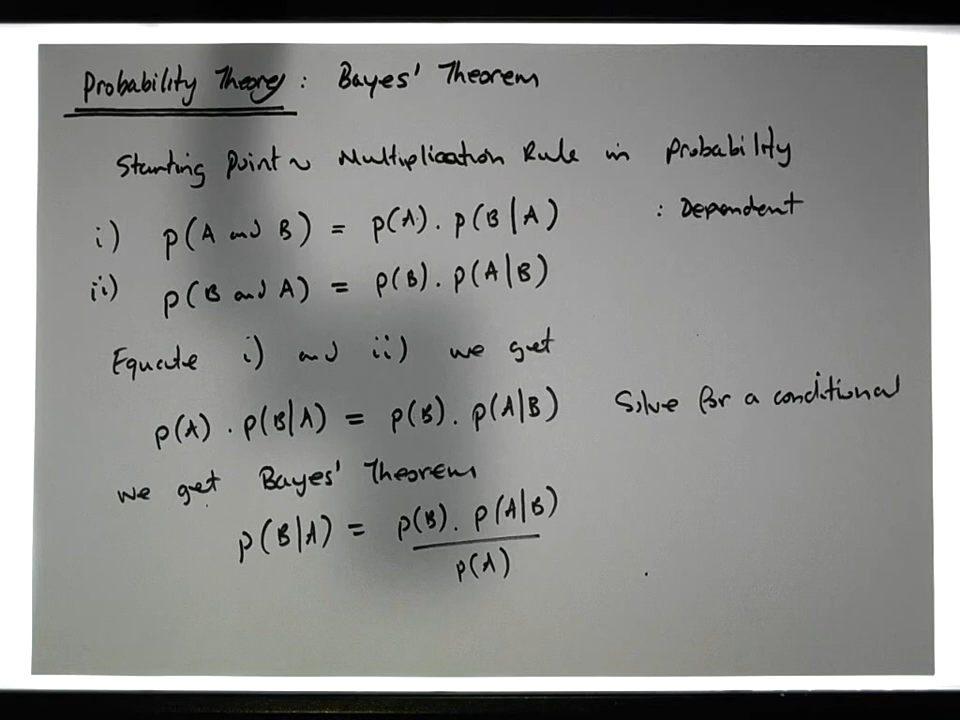 Probability Theory : Bayes' Theorem
Starting Point ~ Multiplication Rule in Probability
: Dependent
i) P(A and B) = P(A). P(B|A)
ii) P(B and A) = P(B). P(A|B)
Equate i) and ii) we get
P(A) . P(B|A) = P(B). P(A|B) Solve for a conditional
we get Bayes' Theorem
P(B|A) = P(B). P(A|B)
P(A)